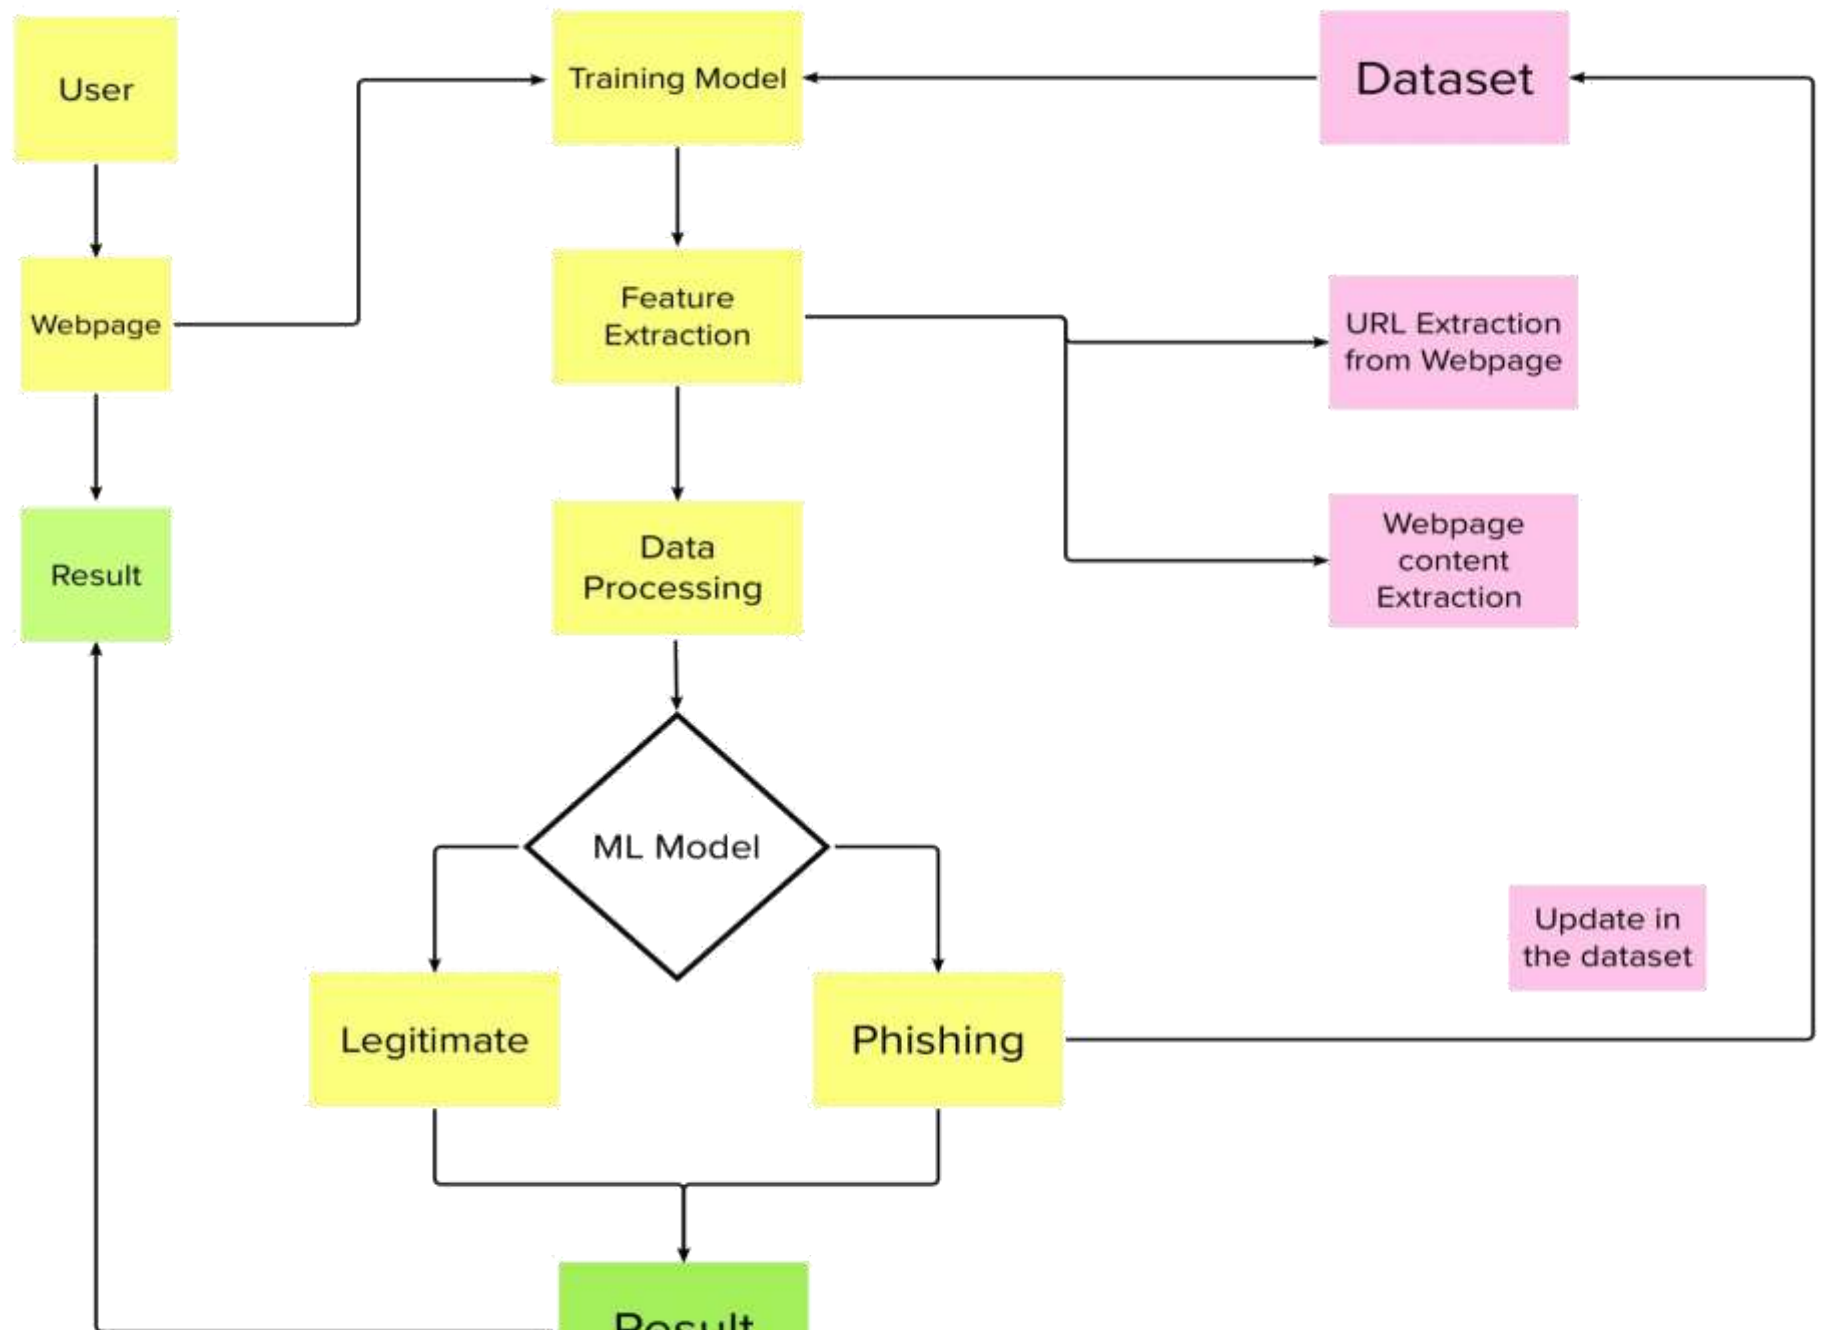 User
Training Model
Dataset
Webpage
Feature
Extraction
URL Extraction
from Webpage
Result
Data
Processing
Webpage
content
Extraction
ML Model
Update in
the dataset
Legitimate
Phishing
Result